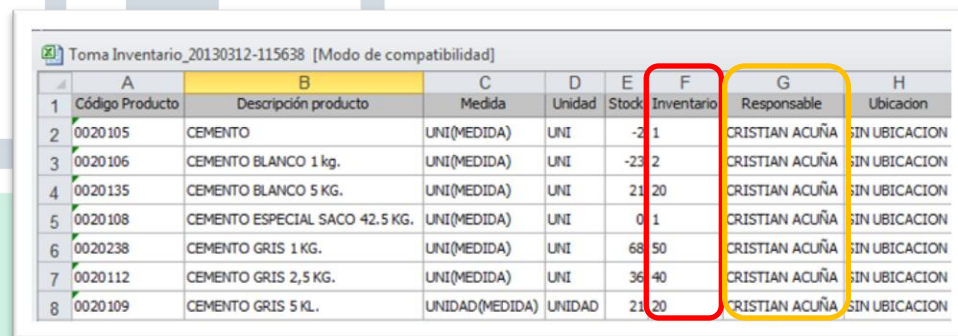 Toma Inventario_20130312-115638 [Modo de compatibilidad]
A B C D E F G H
1 Código Producto Descripción producto Medida Unidad Stock Inventario Responsable Ubicacion
2 0020105 CEMENTO UNI(MEDIDA) UNI -2 1 CRISTIAN ACUÑA SIN UBICACION
3 0020106 CEMENTO BLANCO 1 kg. UNI(MEDIDA) UNI -23 2 CRISTIAN ACUÑA SIN UBICACION
4 0020135 CEMENTO BLANCO 5 KG. UNI(MEDIDA) UNI 21 20 CRISTIAN ACUÑA SIN UBICACION
5 0020108 CEMENTO ESPECIAL SACO 42.5 KG. UNI(MEDIDA) UNI 0 1 CRISTIAN ACUÑA SIN UBICACION
6 0020238 CEMENTO GRIS 1 KG. UNI(MEDIDA) UNI 68 50 CRISTIAN ACUÑA SIN UBICACION
7 0020112 CEMENTO GRIS 2,5 KG. UNI(MEDIDA) UNI 36 40 CRISTIAN ACUÑA SIN UBICACION
8 0020109 CEMENTO GRIS 5 KL. UNIDAD(MEDIDA) UNIDAD 21 20 CRISTIAN ACUÑA SIN UBICACION